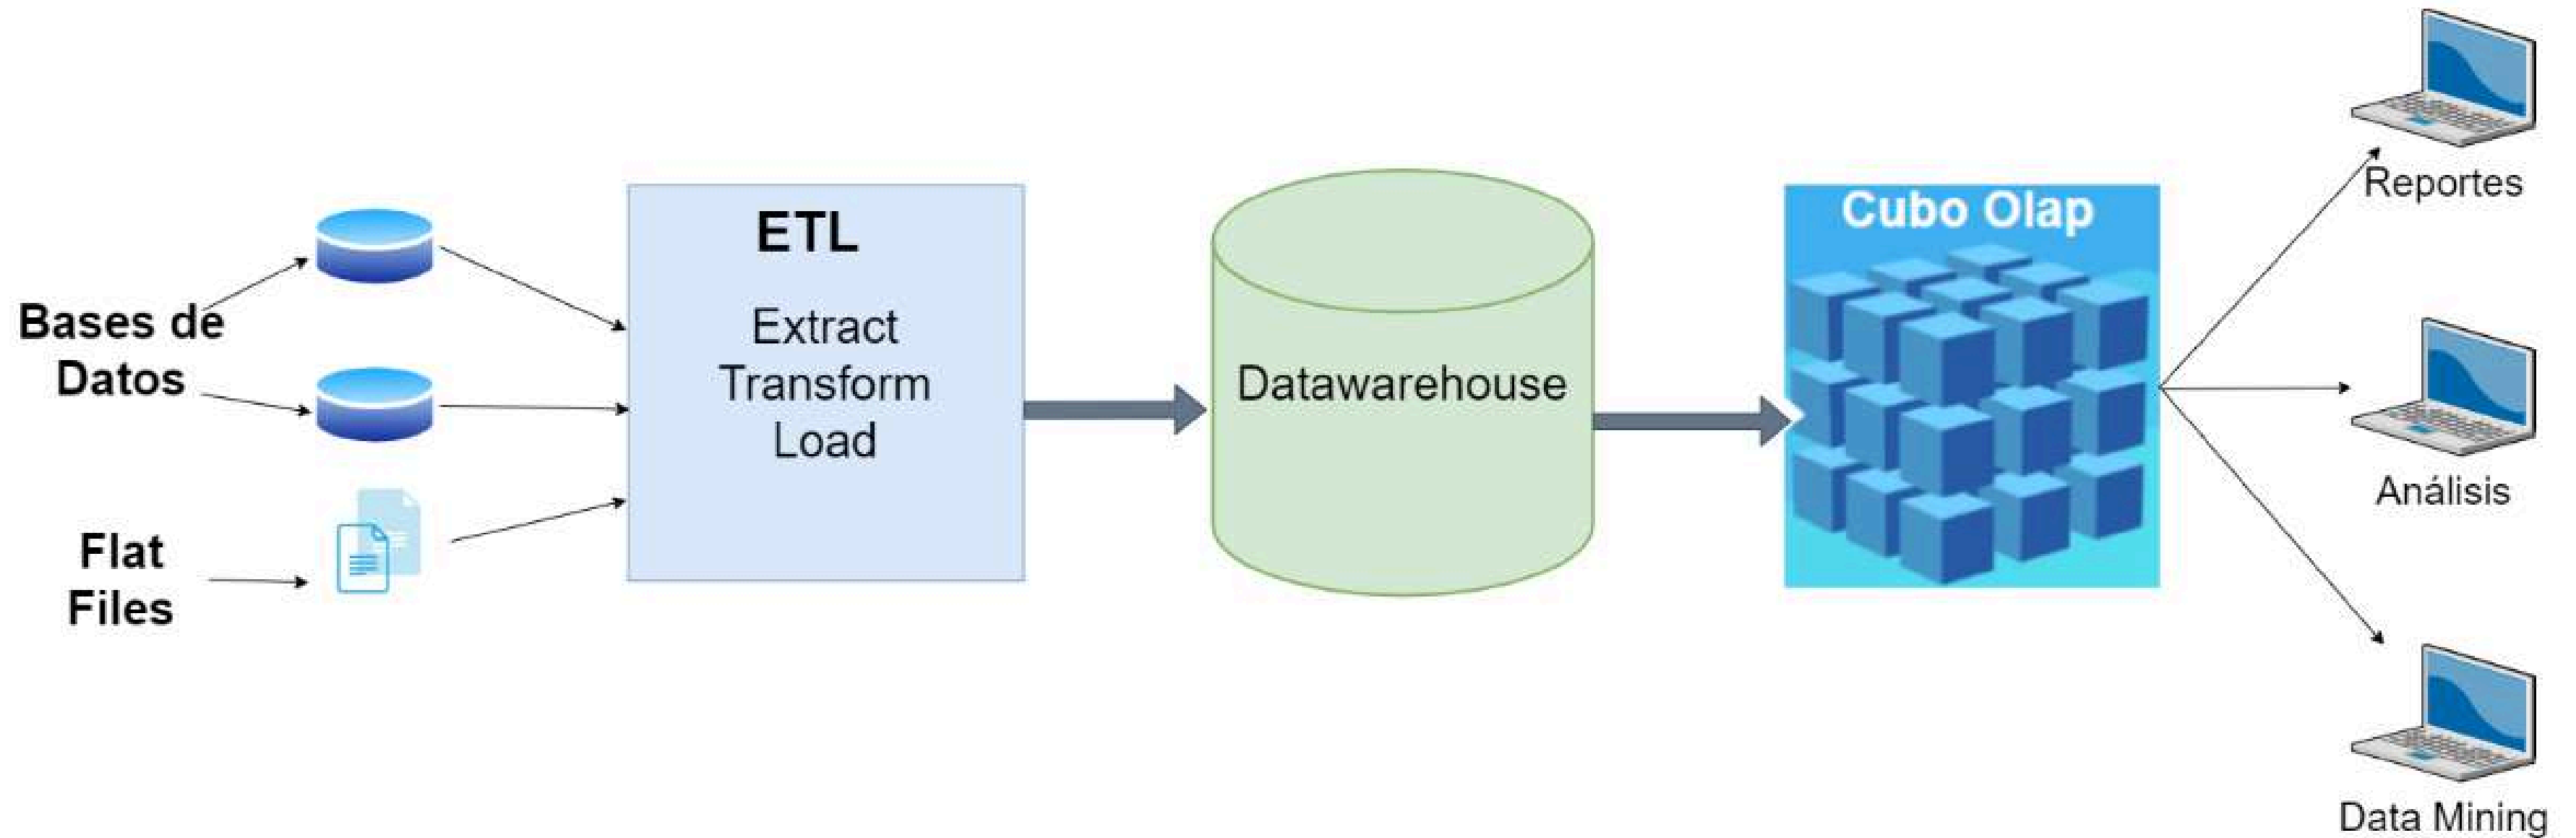 Bases de
Datos
Flat
Files
ETL
Extract
Transform
Load
Datawarehouse
Cubo Olap
Reportes
Análisis
Data Mining